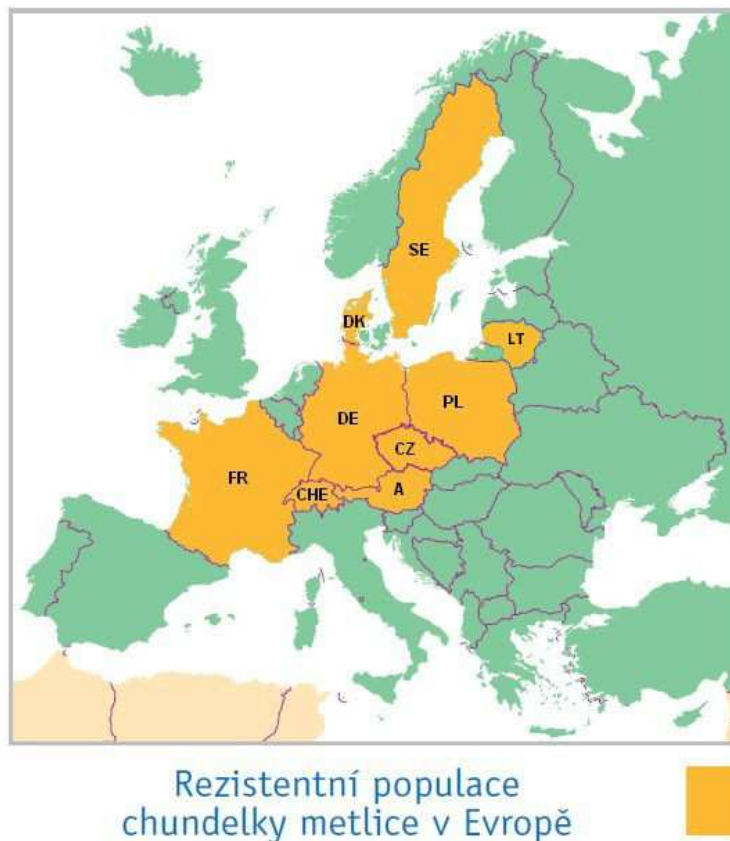 SE
DK
LT
PL
DE
CZ
FR
CHE
A
Rezistentní populace
chundelky metlice v Evropě